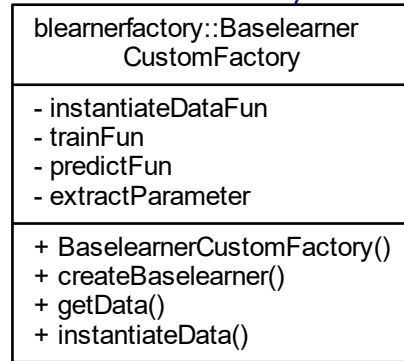 blearnerfactory::Baselearner
CustomFactory
- instantiateDataFun
- trainFun
- predictFun
- extractParameter
+ BaselearnerCustomFactory()
+ createBaselearner()
+ getData()
+ instantiateData()